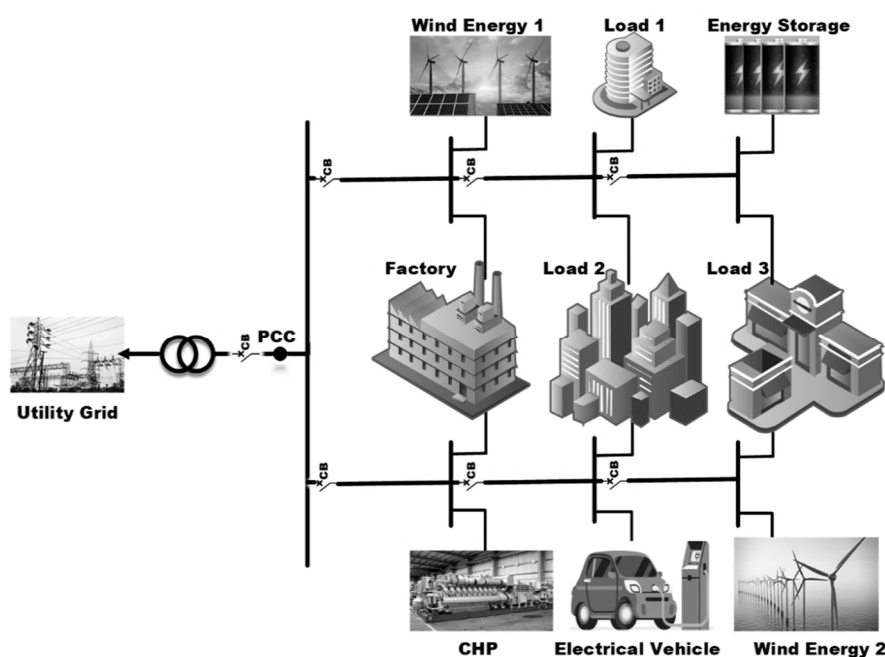 Wind Energy 1
Load 1
Energy Storage
CB
CB
CB
Factory
Load 2
Load 3
CB
PCC
Utility Grid
CB
CB
CB
CHP
Electrical Vehicle
Wind Energy 2